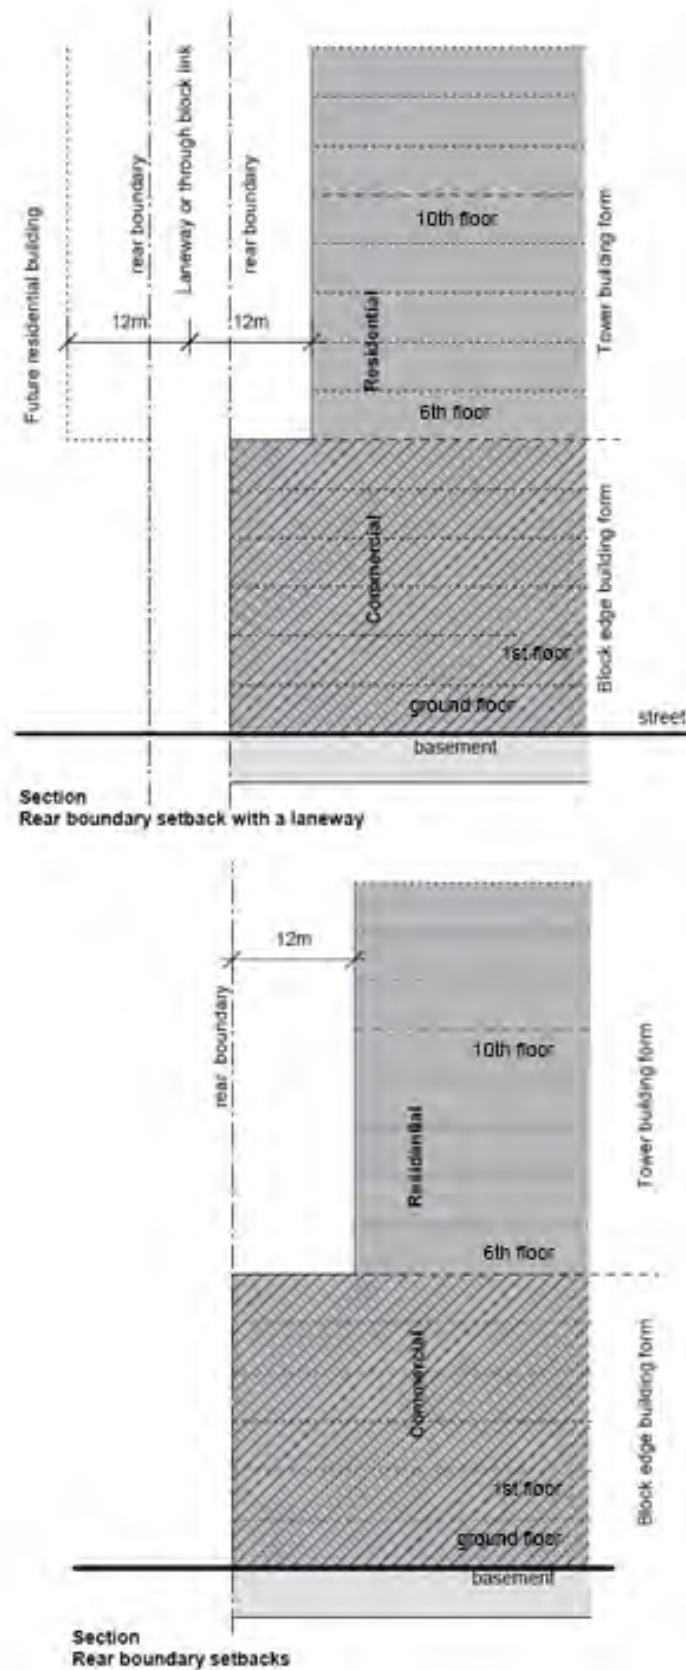 Future residential building
rear boundary
Laneway or through block link
rear boundary
12m
12m
10th floor
Residential
6th floor
Tower building form
Commercial
1st floor
ground floor
Block edge building form
street
basement
Section
Rear boundary setback with a laneway
12m
rear boundary
10th floor
Residential
6th floor
Tower building form
Commercial
1st floor
ground floor
Block edge building form
basement
Section
Rear boundary setbacks